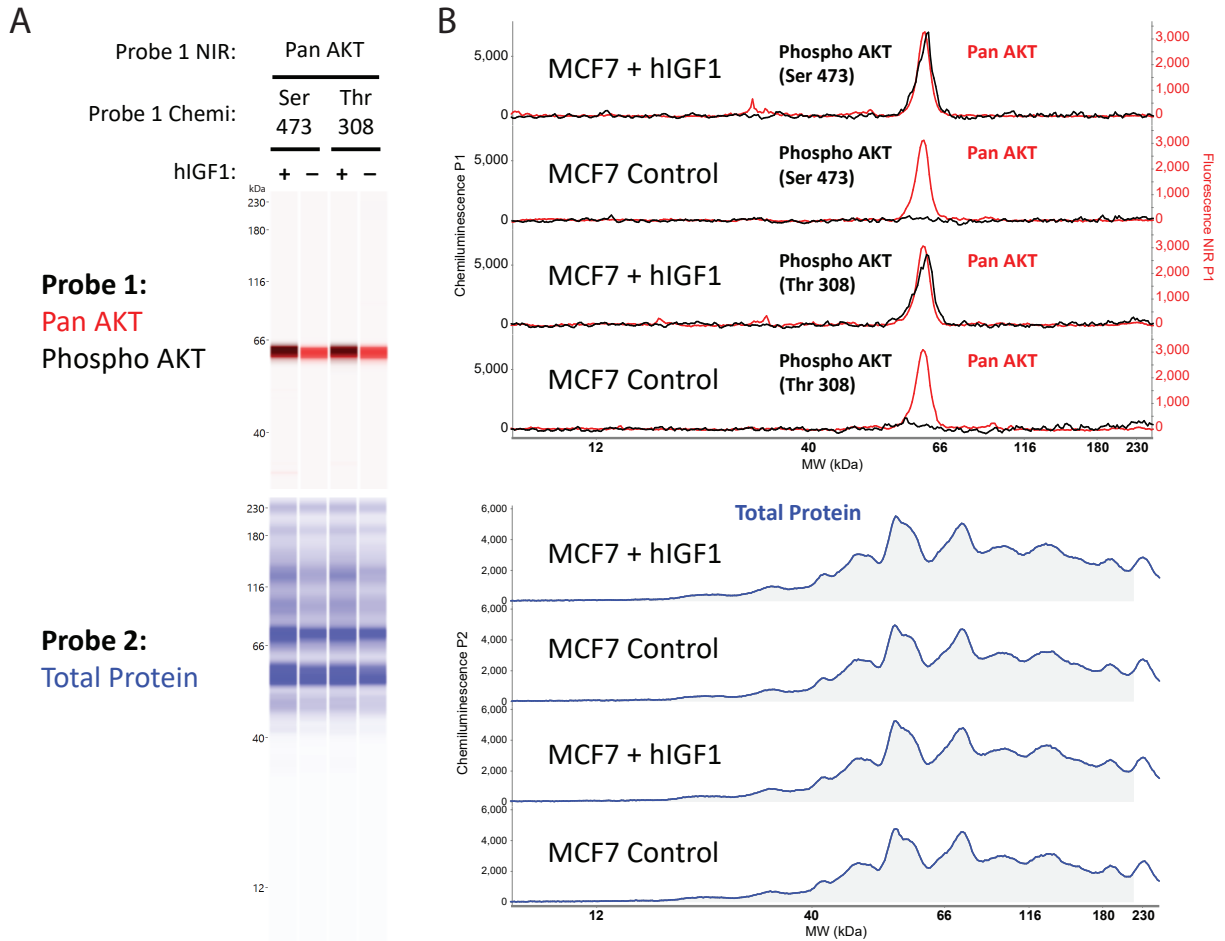 A
Probe 1 NIR:
Pan AKT
Probe 1 Chemi:
Ser
473
Thr
308
hIGF1:
+ – + –
kDa
230
180
116
66
40
Probe 1:
Pan AKT
Phospho AKT
230
180
116
66
40
12
Probe 2:
Total Protein
B
Chemiluminescence P1
Fluorescence NIR P1
5,000
0
MCF7 + hIGF1
Phospho AKT
(Ser 473)
Pan AKT
3,000
2,000
1,000
0
5,000
0
MCF7 Control
Phospho AKT
(Ser 473)
Pan AKT
3,000
2,000
1,000
0
5,000
0
MCF7 + hIGF1
Phospho AKT
(Thr 308)
Pan AKT
3,000
2,000
1,000
0
5,000
0
MCF7 Control
Phospho AKT
(Thr 308)
Pan AKT
3,000
2,000
1,000
0
12 40 66 116 180 230
MW (kDa)
Chemiluminescence P2
Total Protein
6,000
4,000
2,000
0
MCF7 + hIGF1
6,000
4,000
2,000
0
MCF7 Control
6,000
4,000
2,000
0
MCF7 + hIGF1
6,000
4,000
2,000
0
MCF7 Control
12 40 66 116 180 230
MW (kDa)